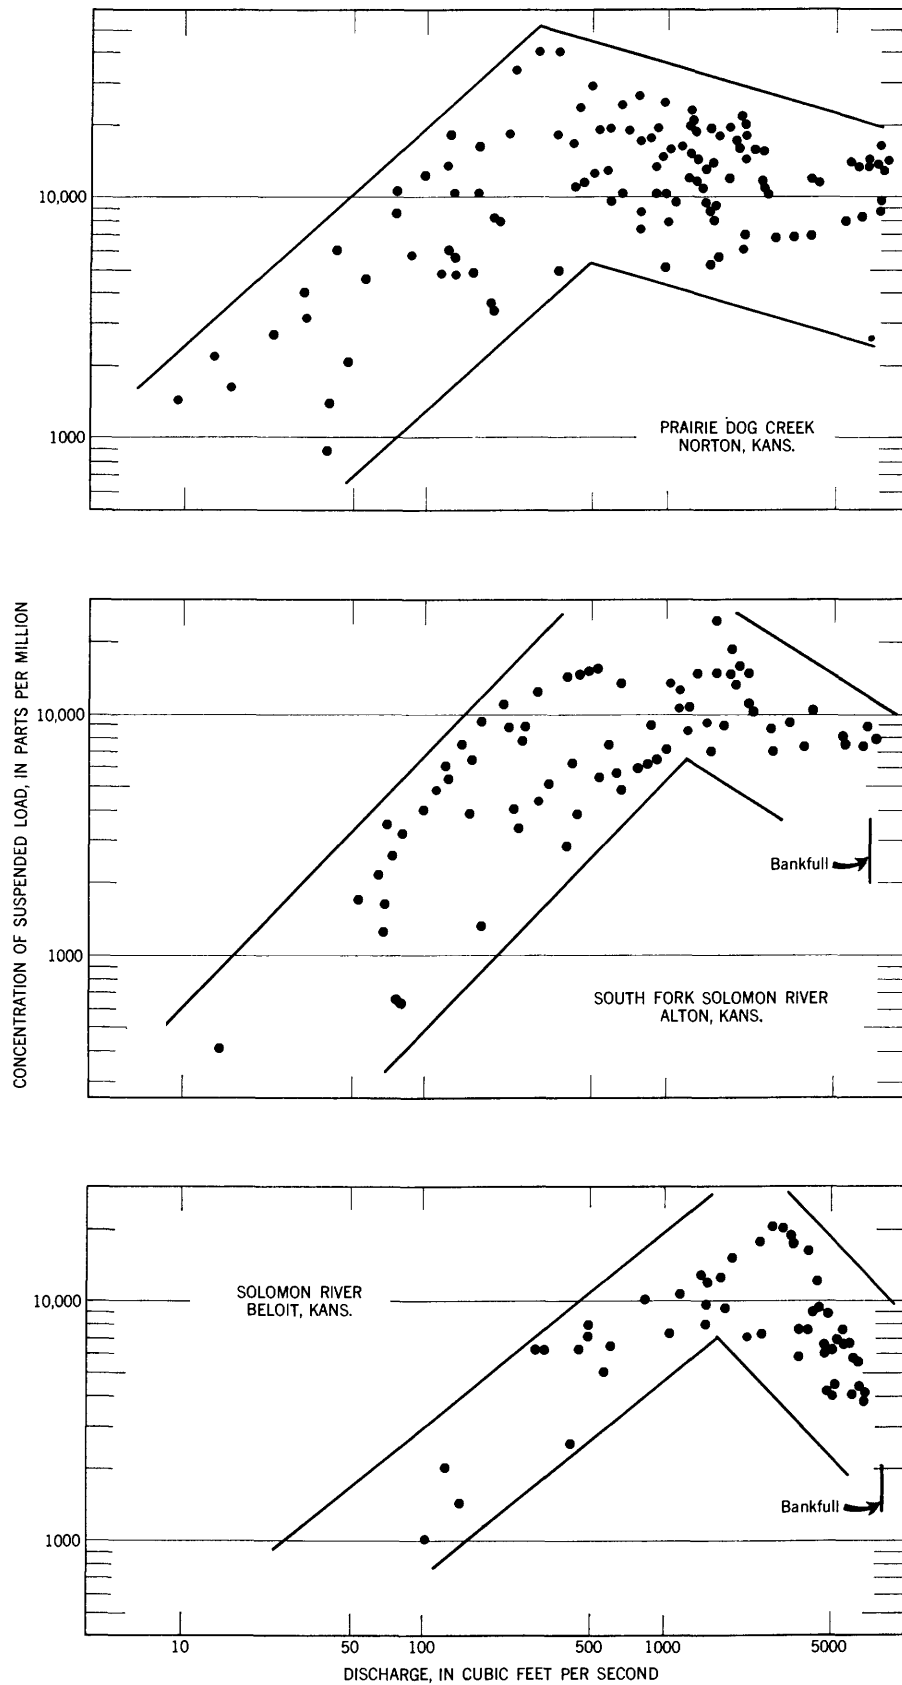 10,000
1000
PRAIRIE DOG CREEK
NORTON, KANS.
CONCENTRATION OF SUSPENDED LOAD, IN PARTS PER MILLION
10,000
1000
Bankfull
SOUTH FORK SOLOMON RIVER
ALTON, KANS.
SOLOMON RIVER
BELOIT, KANS.
10,000
1000
Bankfull
10 50 100 500 1000 5000
DISCHARGE, IN CUBIC FEET PER SECOND